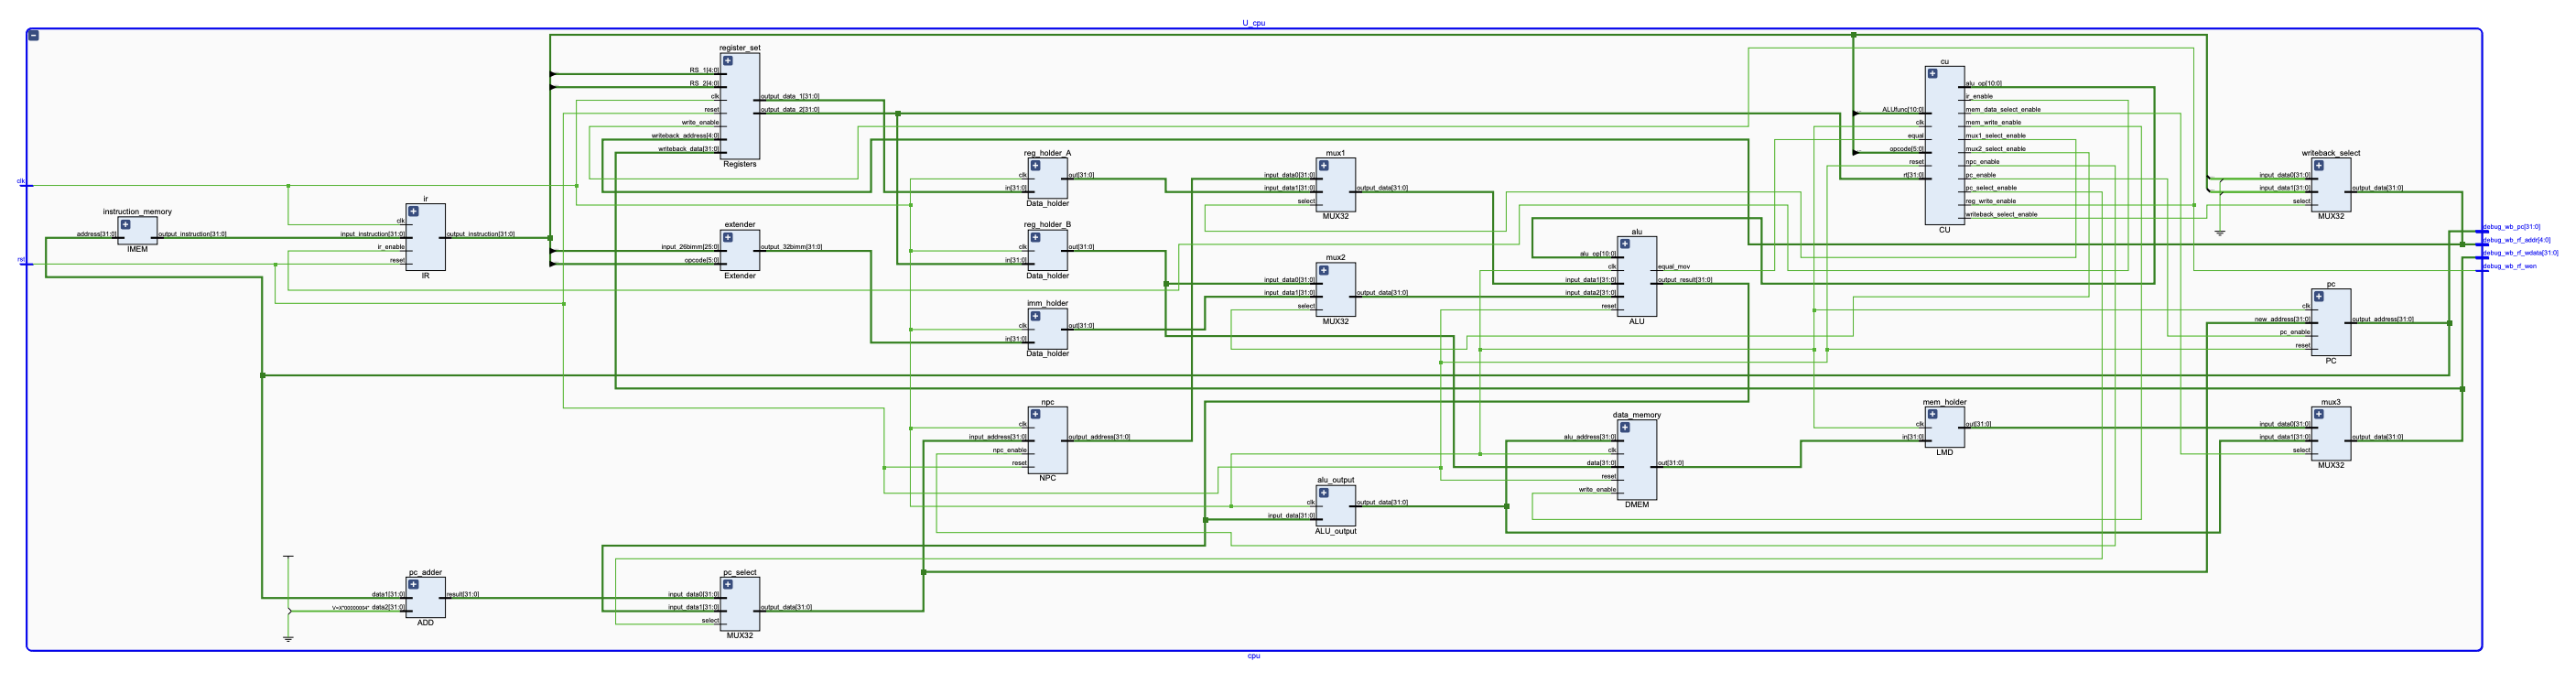 U_cpu
clk
rst
instruction_memory
address[31:0]
output_instruction[31:0]
IMEM
ir
clk
input_instruction[31:0]
output_instruction[31:0]
ir_enable
reset
IR
register_set
RS_1[4:0]
RS_2[4:0]
clk
output_data_1[31:0]
reset
output_data_2[31:0]
write_enable
writeback_address[4:0]
writeback_data[31:0]
Registers
extender
input_26bimm[25:0]
output_32bimm[31:0]
opcode[5:0]
Extender
reg_holder_A
clk
out[31:0]
in[31:0]
Data_holder
reg_holder_B
clk
out[31:0]
in[31:0]
Data_holder
imm_holder
clk
out[31:0]
in[31:0]
Data_holder
npc
clk
input_address[31:0]
output_address[31:0]
npc_enable
reset
NPC
mux1
input_data0[31:0]
input_data1[31:0]
output_data[31:0]
select
MUX32
mux2
input_data0[31:0]
input_data1[31:0]
output_data[31:0]
select
MUX32
alu_output
clk
output_data[31:0]
input_data[31:0]
ALU_output
alu
alu_op[10:0]
clk
equal_mov
input_data1[31:0]
output_result[31:0]
input_data2[31:0]
reset
ALU
data_memory
alu_address[31:0]
clk
data[31:0]
out[31:0]
reset
write_enable
DMEM
cu
alu_op[10:0]
ir_enable
ALUfunc[10:0]
mem_data_select_enable
clk
mem_write_enable
equal
mux1_select_enable
opcode[5:0]
mux2_select_enable
reset
npc_enable
rt[31:0]
pc_enable
pc_select_enable
reg_write_enable
writeback_select_enable
CU
mem_holder
clk
out[31:0]
in[31:0]
LMD
writeback_select
input_data0[31:0]
input_data1[31:0]
output_data[31:0]
select
MUX32
debug_wb_pc[31:0]
debug_wb_rf_addr[4:0]
debug_wb_rf_wdata[31:0]
debug_wb_rf_wen
pc
clk
new_address[31:0]
output_address[31:0]
pc_enable
reset
PC
mux3
input_data0[31:0]
input_data1[31:0]
output_data[31:0]
select
MUX32
pc_adder
data1[31:0]
result[31:0]
V=X"00000004" data2[31:0]
ADD
pc_select
input_data0[31:0]
input_data1[31:0]
output_data[31:0]
select
MUX32
cpu